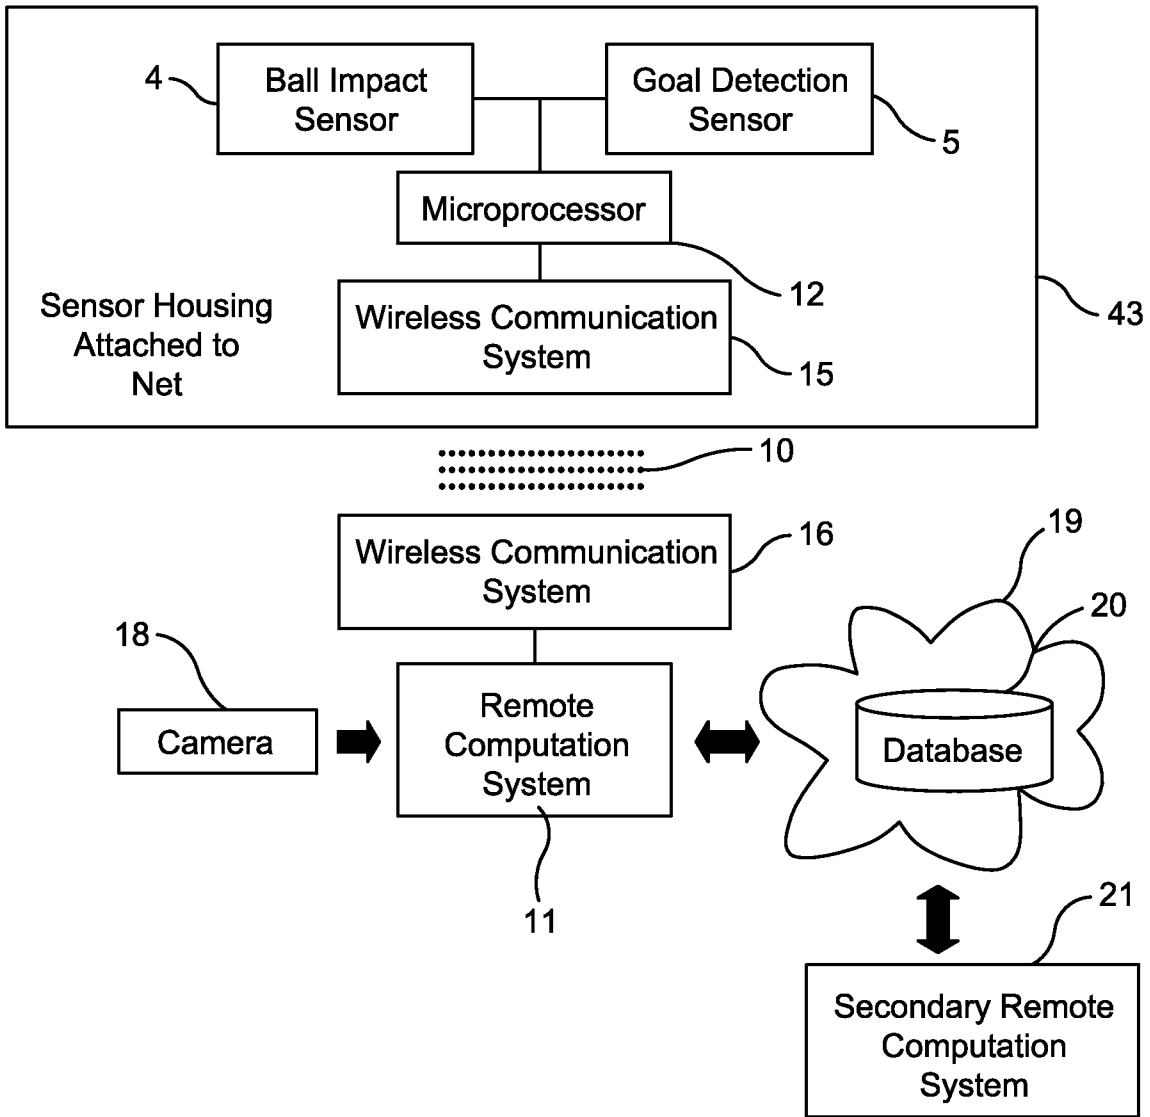 4
Ball Impact
Sensor
Goal Detection
Sensor
5
Microprocessor
12
Sensor Housing
Attached to
Net
Wireless Communication
System
15
43
10
Wireless Communication
System
16
19
20
18
Camera
Remote
Computation
System
11
Database
21
Secondary Remote
Computation
System